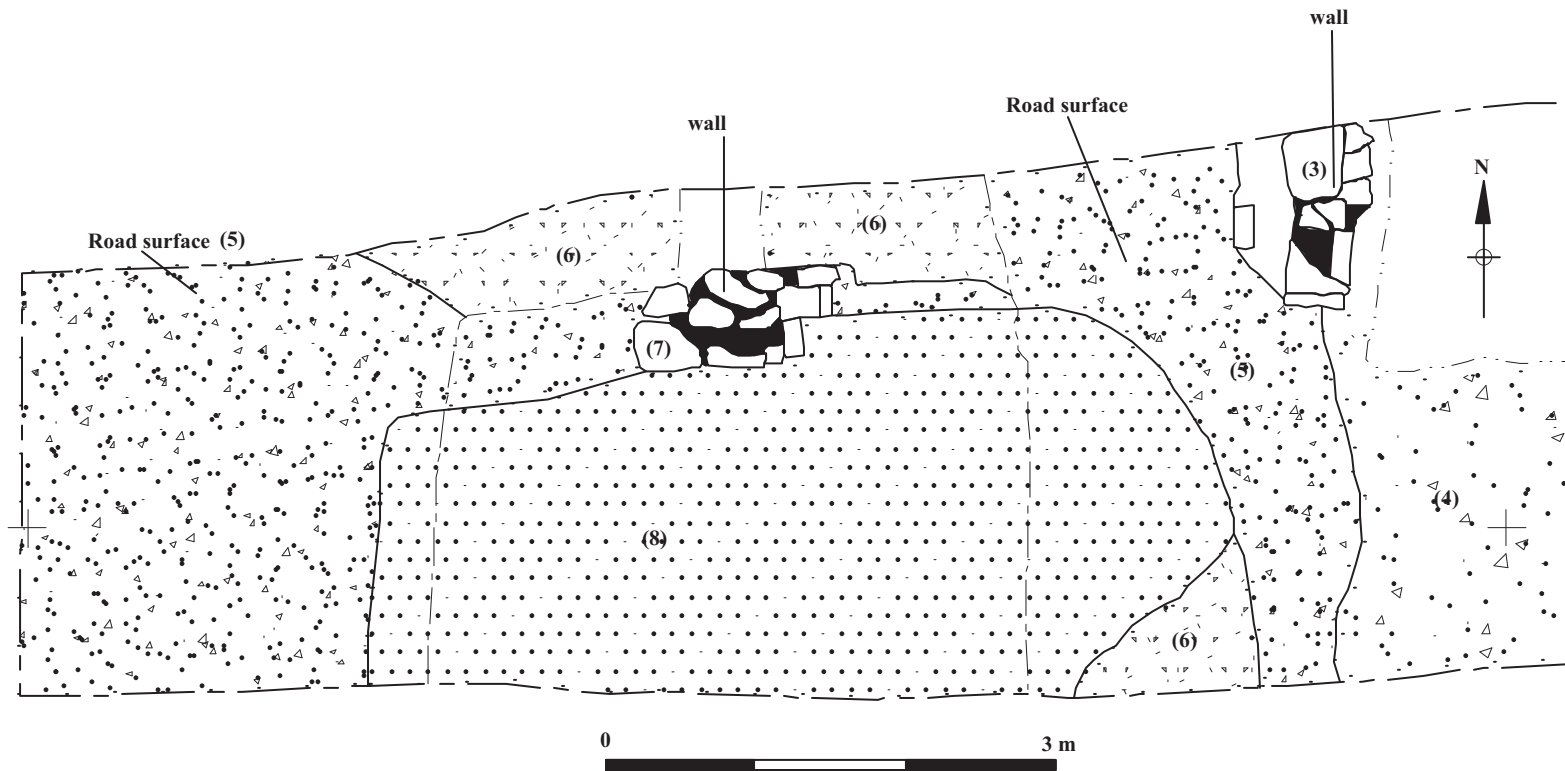 wall
Road surface
wall
(3)
N
Road surface (5)
(6)
(6)
(7)
(5)
(4)
(8)
(6)
0
3 m